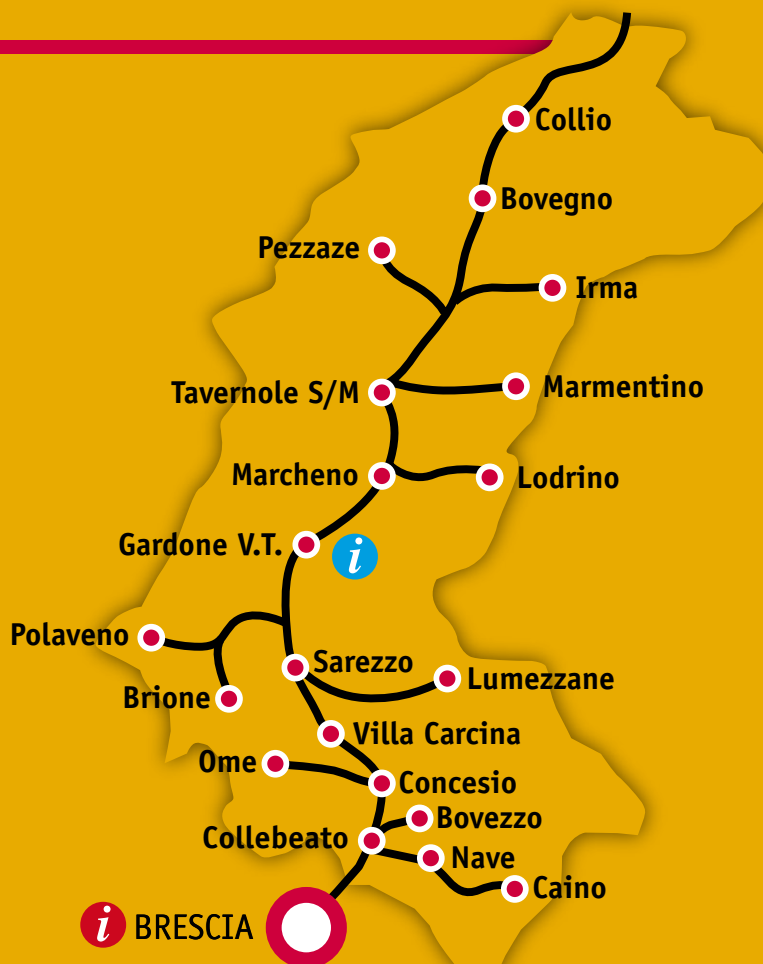 Collio
Bovegno
Pezzaze
Irma
Tavernole S/M
Marmentino
Marcheno
Lodrino
Gardone V.T.
i
Polaveno
Sarezzo
Lumezzane
Brione
Villa Carcina
Ome
Concesio
Bovezzo
Collebeato
Nave
Caino
i BRESCIA